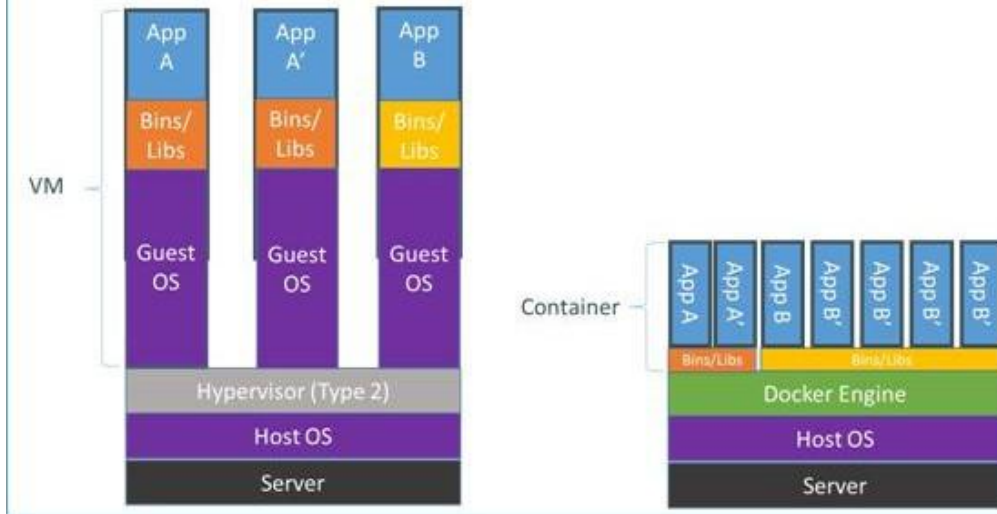 App
A
App
A'
App
B
Bins/
Libs
Bins/
Libs
Bins/
Libs
VM
Guest
OS
Guest
OS
Guest
OS
Hypervisor (Type 2)
Host OS
Server
Container
App A
App A'
App B
App B'
App B'
App B'
App B'
Bins/Libs
Bins/Libs
Docker Engine
Host OS
Server